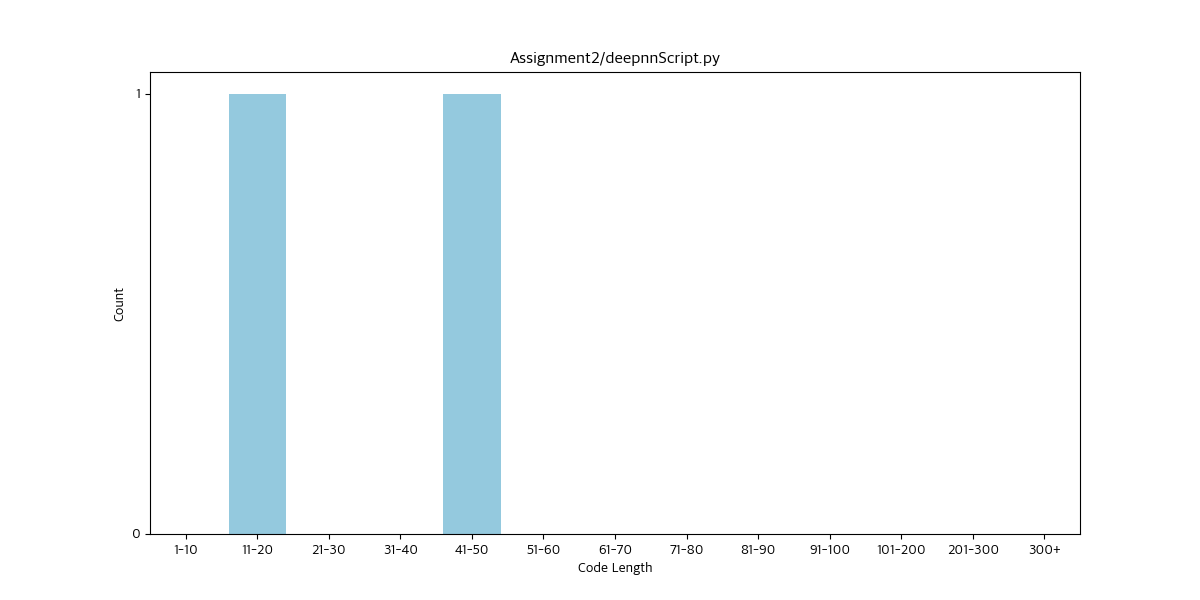 Assignment2/deepnnScript.py
Count
1
0
1-10 11-20 21-30 31-40 41-50 51-60 61-70 71-80 81-90 91-100 101-200 201-300 300+
Code Length